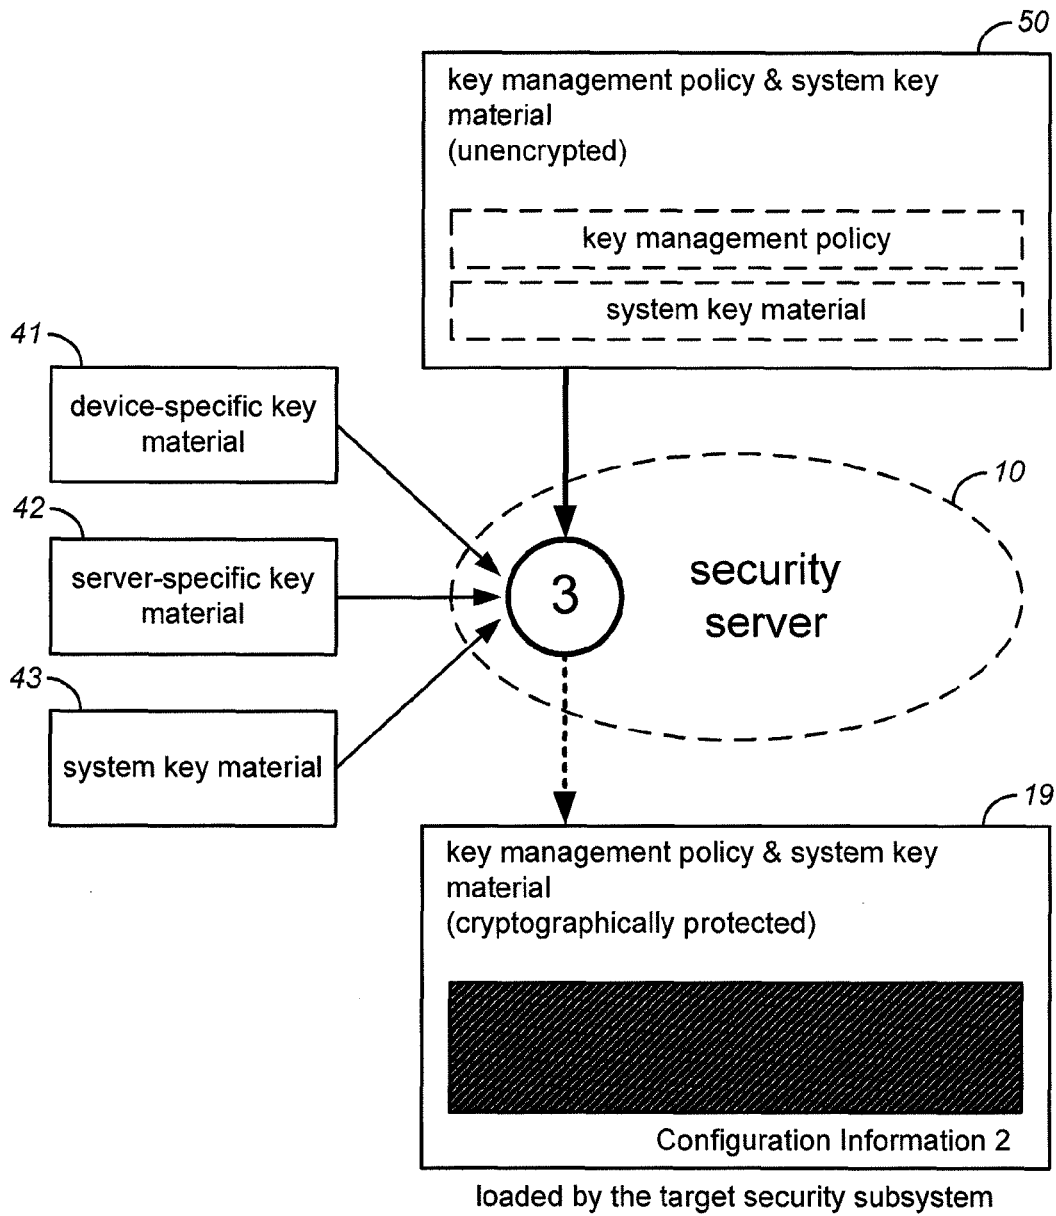 50
key management policy & system key
material
(unencrypted)
key management policy
system key material
41
device-specific key
material
42
server-specific key
material
43
system key material
10
3
security
server
19
key management policy & system key
material
(cryptographically protected)
Configuration Information 2
loaded by the target security subsystem